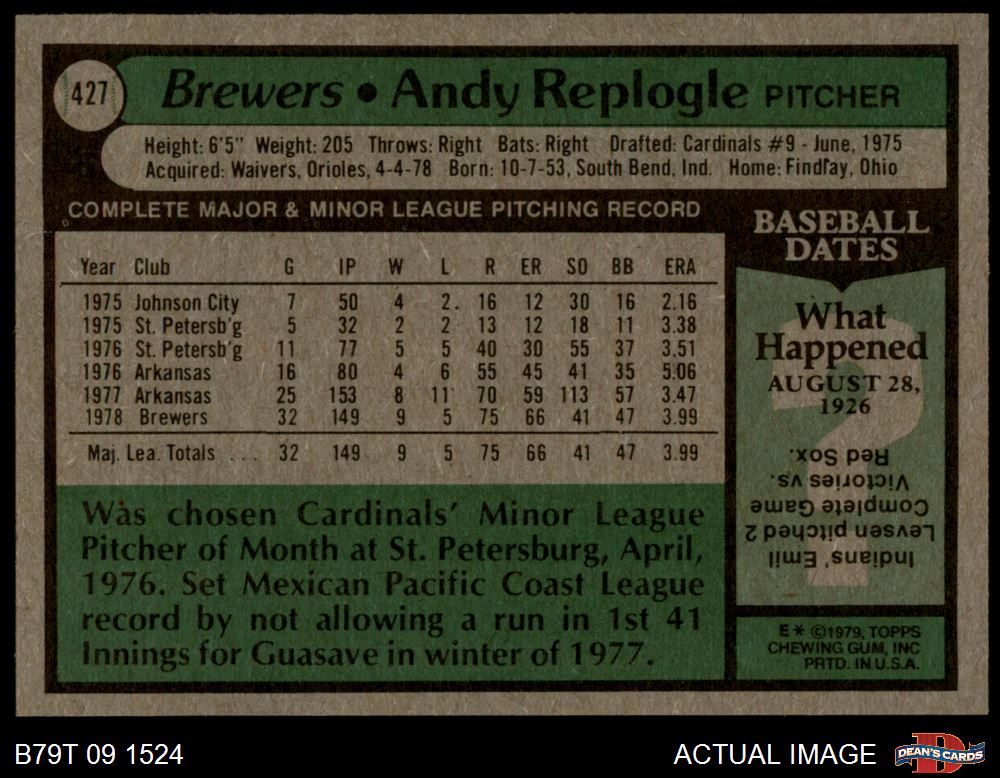 427
Brewers • Andy Replogle PITCHER
Height: 6'5" Weight: 205 Throws: Right Bats: Right Drafted: Cardinals #9 - June, 1975
Acquired: Waivers, Orioles, 4-4-78 Born: 10-7-53, South Bend, Ind. Home: Findlay, Ohio
COMPLETE MAJOR & MINOR LEAGUE PITCHING RECORD
Year Club G IP W L R ER SO BB ERA
1975 Johnson City 7 50 4 2 16 12 30 16 2.16
1975 St. Petersb'g 5 32 2 2 13 12 18 11 3.38
1976 St. Petersb'g 11 77 5 5 40 30 55 37 3.51
1976 Arkansas 16 80 4 6 55 45 41 35 5.06
1977 Arkansas 25 153 8 11 70 59 113 57 3.47
1978 Brewers 32 149 9 5 75 66 41 47 3.99
Maj. Lea. Totals ... 32 149 9 5 75 66 41 47 3.99
Was chosen Cardinals' Minor League
Pitcher of Month at St. Petersburg, April,
1976. Set Mexican Pacific Coast League
record by not allowing a run in 1st 41
Innings for Guasave in winter of 1977.
BASEBALL
DATES
What
Happened
AUGUST 28,
1926
?
Indians' Emil
Levsen pitched 2
Complete Game
Victories vs.
Red Sox.
E* ©1979, TOPPS
CHEWING GUM, INC
PRTD. IN U.S.A.
B79T 09 1524
ACTUAL IMAGE
D
DEAN'S CARDS